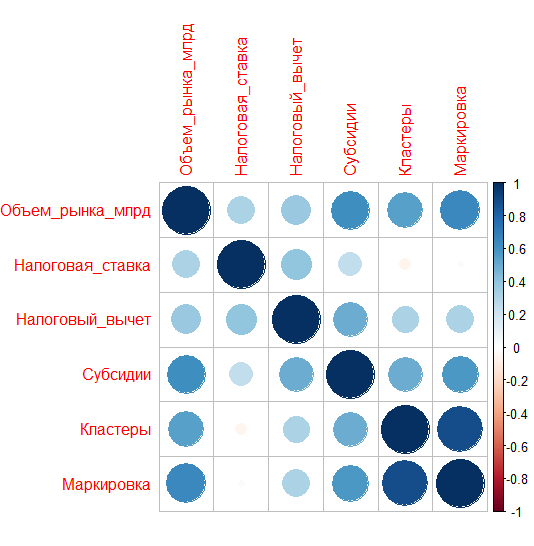 Объем_рынка_млрд
Налоговая_ставка
Налоговый_вычет
Субсидии
Кластеры
Маркировка
Объем_рынка_млрд
Налоговая_ставка
Налоговый_вычет
Субсидии
Кластеры
Маркировка
1
0.8
0.6
0.4
0.2
0
-0.2
-0.4
-0.6
-0.8
-1